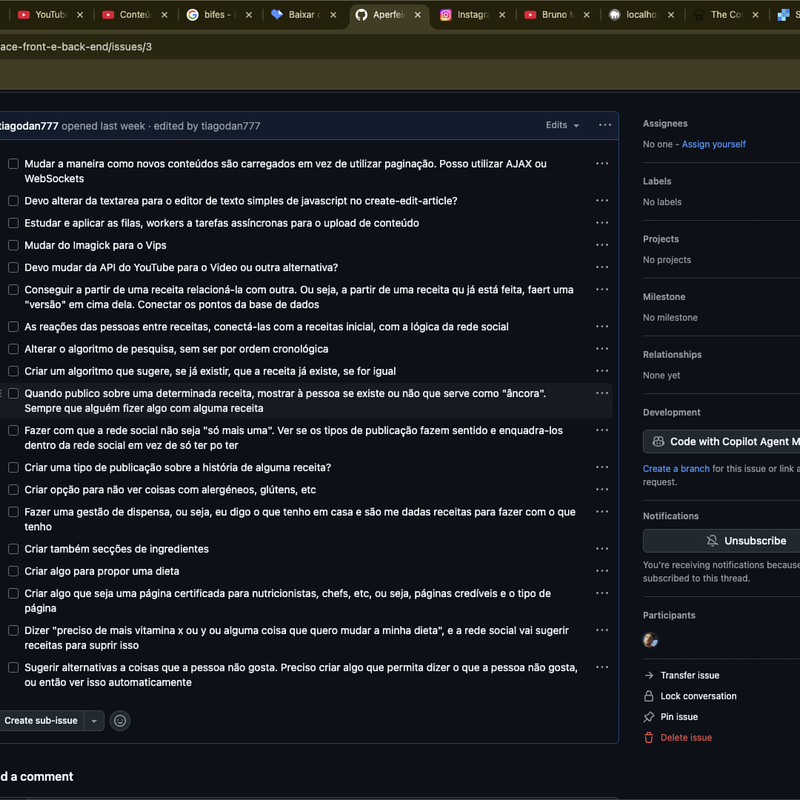 YouTub
Conteú
bifes -
Baixar
Aperfei
Instagr
Bruno
localho
The Co
ace-front-e-back-end/issues/3
tiagodan777 opened last week · edited by tiagodan777
Edits
Mudar a maneira como novos conteúdos são carregados em vez de utilizar paginação. Posso utilizar AJAX ou
WebSockets
Devo alterar da textarea para o editor de texto simples de javascript no create-edit-article?
Estudar e aplicar as filas, workers a tarefas assíncronas para o upload de conteúdo
Mudar do Imagick para o Vips
Devo mudar da API do YouTube para o Video ou outra alternativa?
Conseguir a partir de uma receita relacioná-la com outra. Ou seja, a partir de uma receita qu já está feita, faert uma
"versão" em cima dela. Conectar os pontos da base de dados
As reações das pessoas entre receitas, conectá-las com a receitas inicial, com a lógica da rede social
Alterar o algoritmo de pesquisa, sem ser por ordem cronológica
Criar um algoritmo que sugere, se já existir, que a receita já existe, se for igual
Quando publico sobre uma determinada receita, mostrar à pessoa se existe ou não que serve como "âncora".
Sempre que alguém fizer algo com alguma receita
Fazer com que a rede social não seja "só mais uma". Ver se os tipos de publicação fazem sentido e enquadra-los
dentro da rede social em vez de só ter po ter
Criar uma tipo de publicação sobre a história de alguma receita?
Criar opção para não ver coisas com alergéneos, glútens, etc
Fazer uma gestão de dispensa, ou seja, eu digo o que tenho em casa e são me dadas receitas para fazer com o que
tenho
Criar também secções de ingredientes
Criar algo para propor uma dieta
Criar algo que seja uma página certificada para nutricionistas, chefs, etc, ou seja, páginas credíveis e o tipo de
página
Dizer "preciso de mais vitamina x ou y ou alguma coisa que quero mudar a minha dieta", e a rede social vai sugerir
receitas para suprir isso
Sugerir alternativas a coisas que a pessoa não gosta. Preciso criar algo que permita dizer o que a pessoa não gosta,
ou então ver isso automaticamente
Create sub-issue
d a comment
Assignees
No one - Assign yourself
Labels
No labels
Projects
No projects
Milestone
No milestone
Relationships
None yet
Development
Code with Copilot Agent M
Create a branch for this issue or link a
request.
Notifications
Unsubscribe
You're receiving notifications because
subscribed to this thread.
Participants
Transfer issue
Lock conversation
Pin issue
Delete issue